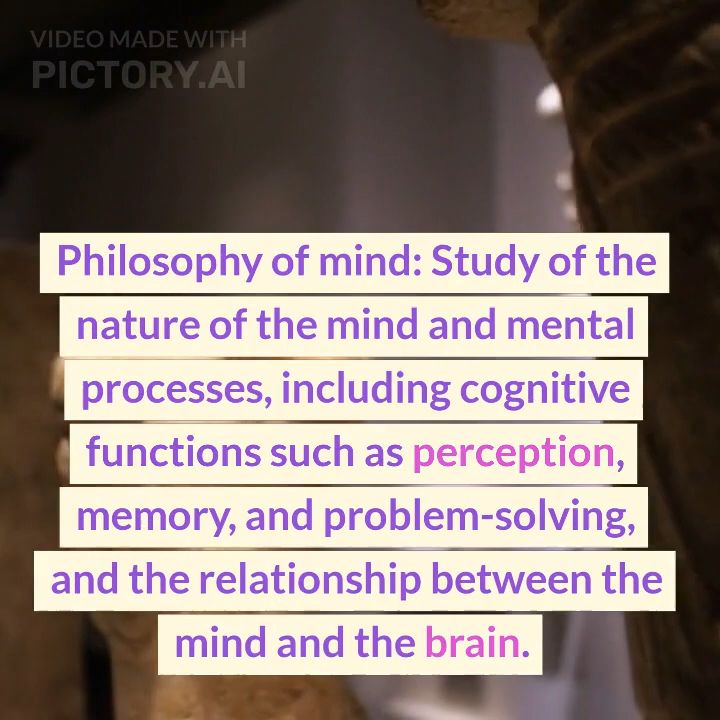 VIDEO MADE WITH
PICTORY.AI
Philosophy of mind: Study of the
nature of the mind and mental
processes, including cognitive
functions such as perception,
memory, and problem-solving,
and the relationship between the
mind and the brain.